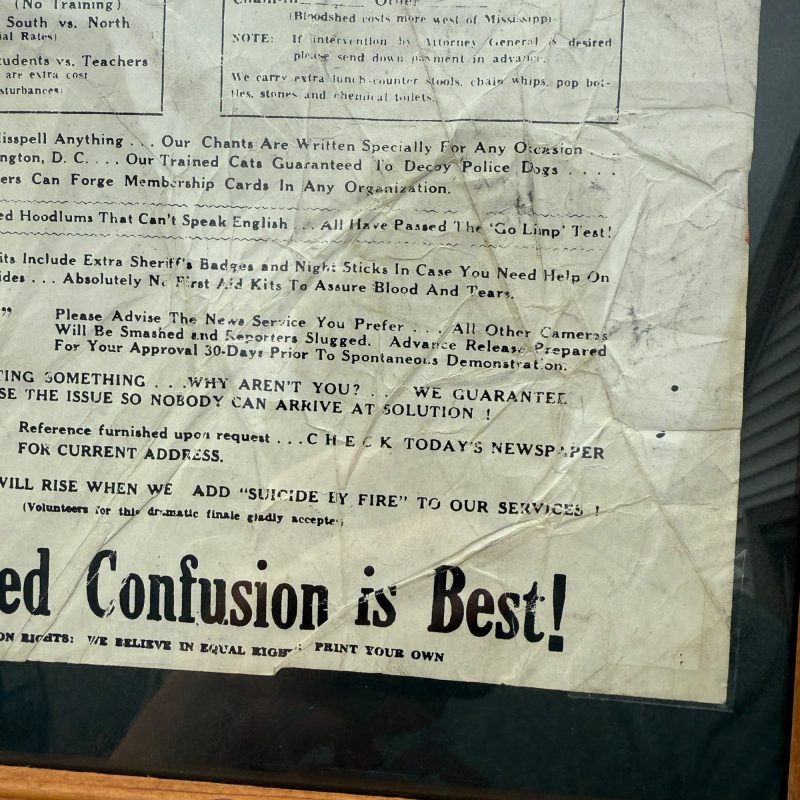 (No Training)
South vs. North
ial Rates)
tudents vs. Teachers
are extra cost
sturbances)
Chain-In Other
(Bloodshed costs more west of Mississippi)
NOTE: If intervention by Attorney General is desired
please send down payment in advance.
We carry extra lunch-counter stools, chain whips, pop bot-
tles, stones and chemical toilets.
lisspell Anything . . . Our Chants Are Written Specially For Any Occasion . . .
ngton, D. C. . . . Our Trained Cats Guaranteed To Decoy Police Dogs . . . .
ers Can Forge Membership Cards In Any Organization.
ed Hoodlums That Can't Speak English . . . All Have Passed The 'Go Limp' Test!
its Include Extra Sheriff's Badges and Night Sticks In Case You Need Help On
ides . . . Absolutely No First Aid Kits To Assure Blood And Tears.
" Please Advise The News Service You Prefer . . . All Other Cameras
Will Be Smashed and Reporters Slugged. Advance Release Prepared
For Your Approval 30-Days Prior To Spontaneous Demonstration.
TING SOMETHING . . . WHY AREN'T YOU? . . WE GUARANTEE
SE THE ISSUE SO NOBODY CAN ARRIVE AT SOLUTION !
Reference furnished upon request . . . C H E C K TODAY'S NEWSPAPER
FOR CURRENT ADDRESS.
WILL RISE WHEN WE ADD "SUICIDE BY FIRE" TO OUR SERVICES !
(Volunteers for this dramatic finale gladly accepted)
ed Confusion is Best!
ON RIGHTS: WE BELIEVE IN EQUAL RIGHTS PRINT YOUR OWN